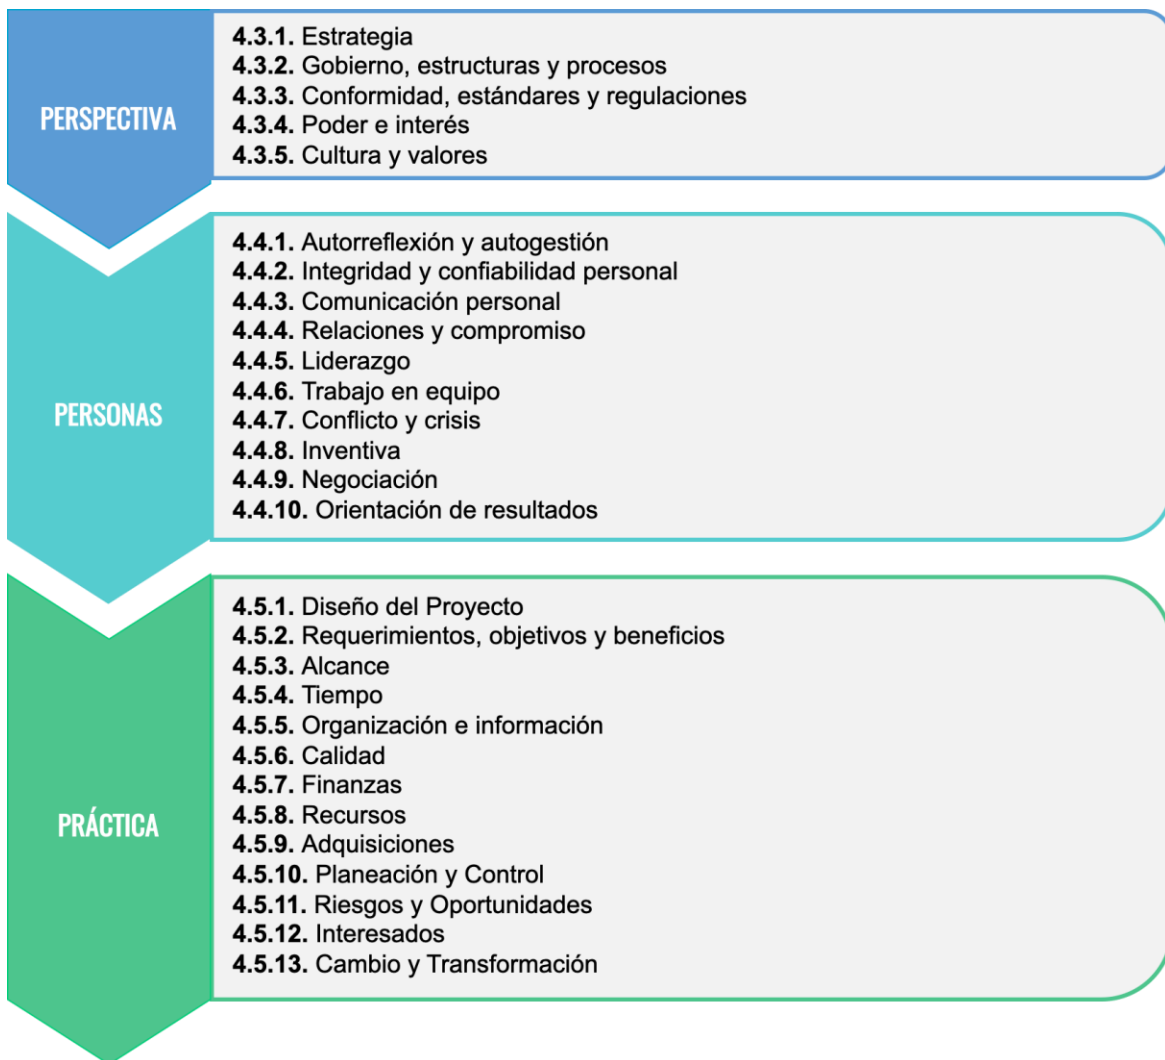 PERSPECTIVA
4.3.1. Estrategia
4.3.2. Gobierno, estructuras y procesos
4.3.3. Conformidad, estándares y regulaciones
4.3.4. Poder e interés
4.3.5. Cultura y valores
PERSONAS
4.4.1. Autorreflexión y autogestión
4.4.2. Integridad y confiabilidad personal
4.4.3. Comunicación personal
4.4.4. Relaciones y compromiso
4.4.5. Liderazgo
4.4.6. Trabajo en equipo
4.4.7. Conflicto y crisis
4.4.8. Inventiva
4.4.9. Negociación
4.4.10. Orientación de resultados
PRÁCTICA
4.5.1. Diseño del Proyecto
4.5.2. Requerimientos, objetivos y beneficios
4.5.3. Alcance
4.5.4. Tiempo
4.5.5. Organización e información
4.5.6. Calidad
4.5.7. Finanzas
4.5.8. Recursos
4.5.9. Adquisiciones
4.5.10. Planeación y Control
4.5.11. Riesgos y Oportunidades
4.5.12. Interesados
4.5.13. Cambio y Transformación